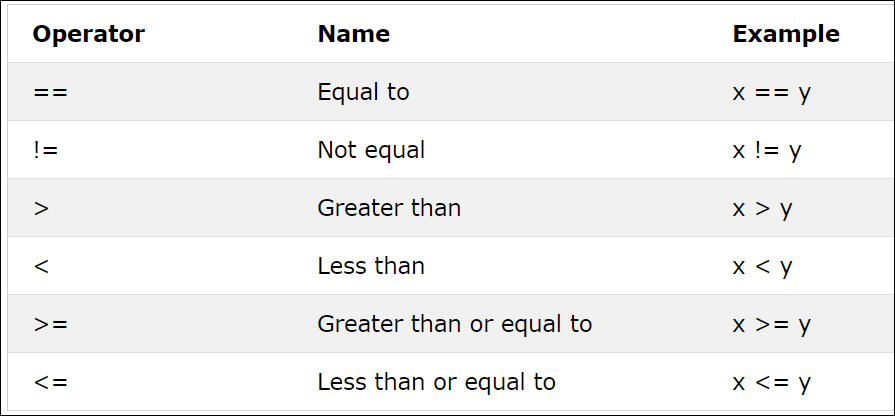 Operator Name Example
== Equal to x == y
!= Not equal x != y
> Greater than x > y
< Less than x < y
>= Greater than or equal to x >= y
<= Less than or equal to x <= y